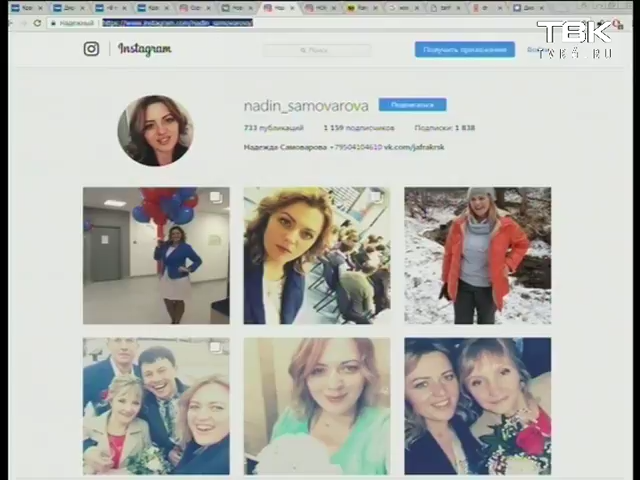 ТВК
TVK6.RU
Надежный
https://www.instagram.com/nadin_samovarova/
Instagram
Поиск
Получить приложение
nadin_samovarova
Подписаться
733 публикаций 1 159 подписчиков Подписки: 1 838
Надежда Самоварова +79504104610 vk.com/jafrakrsk